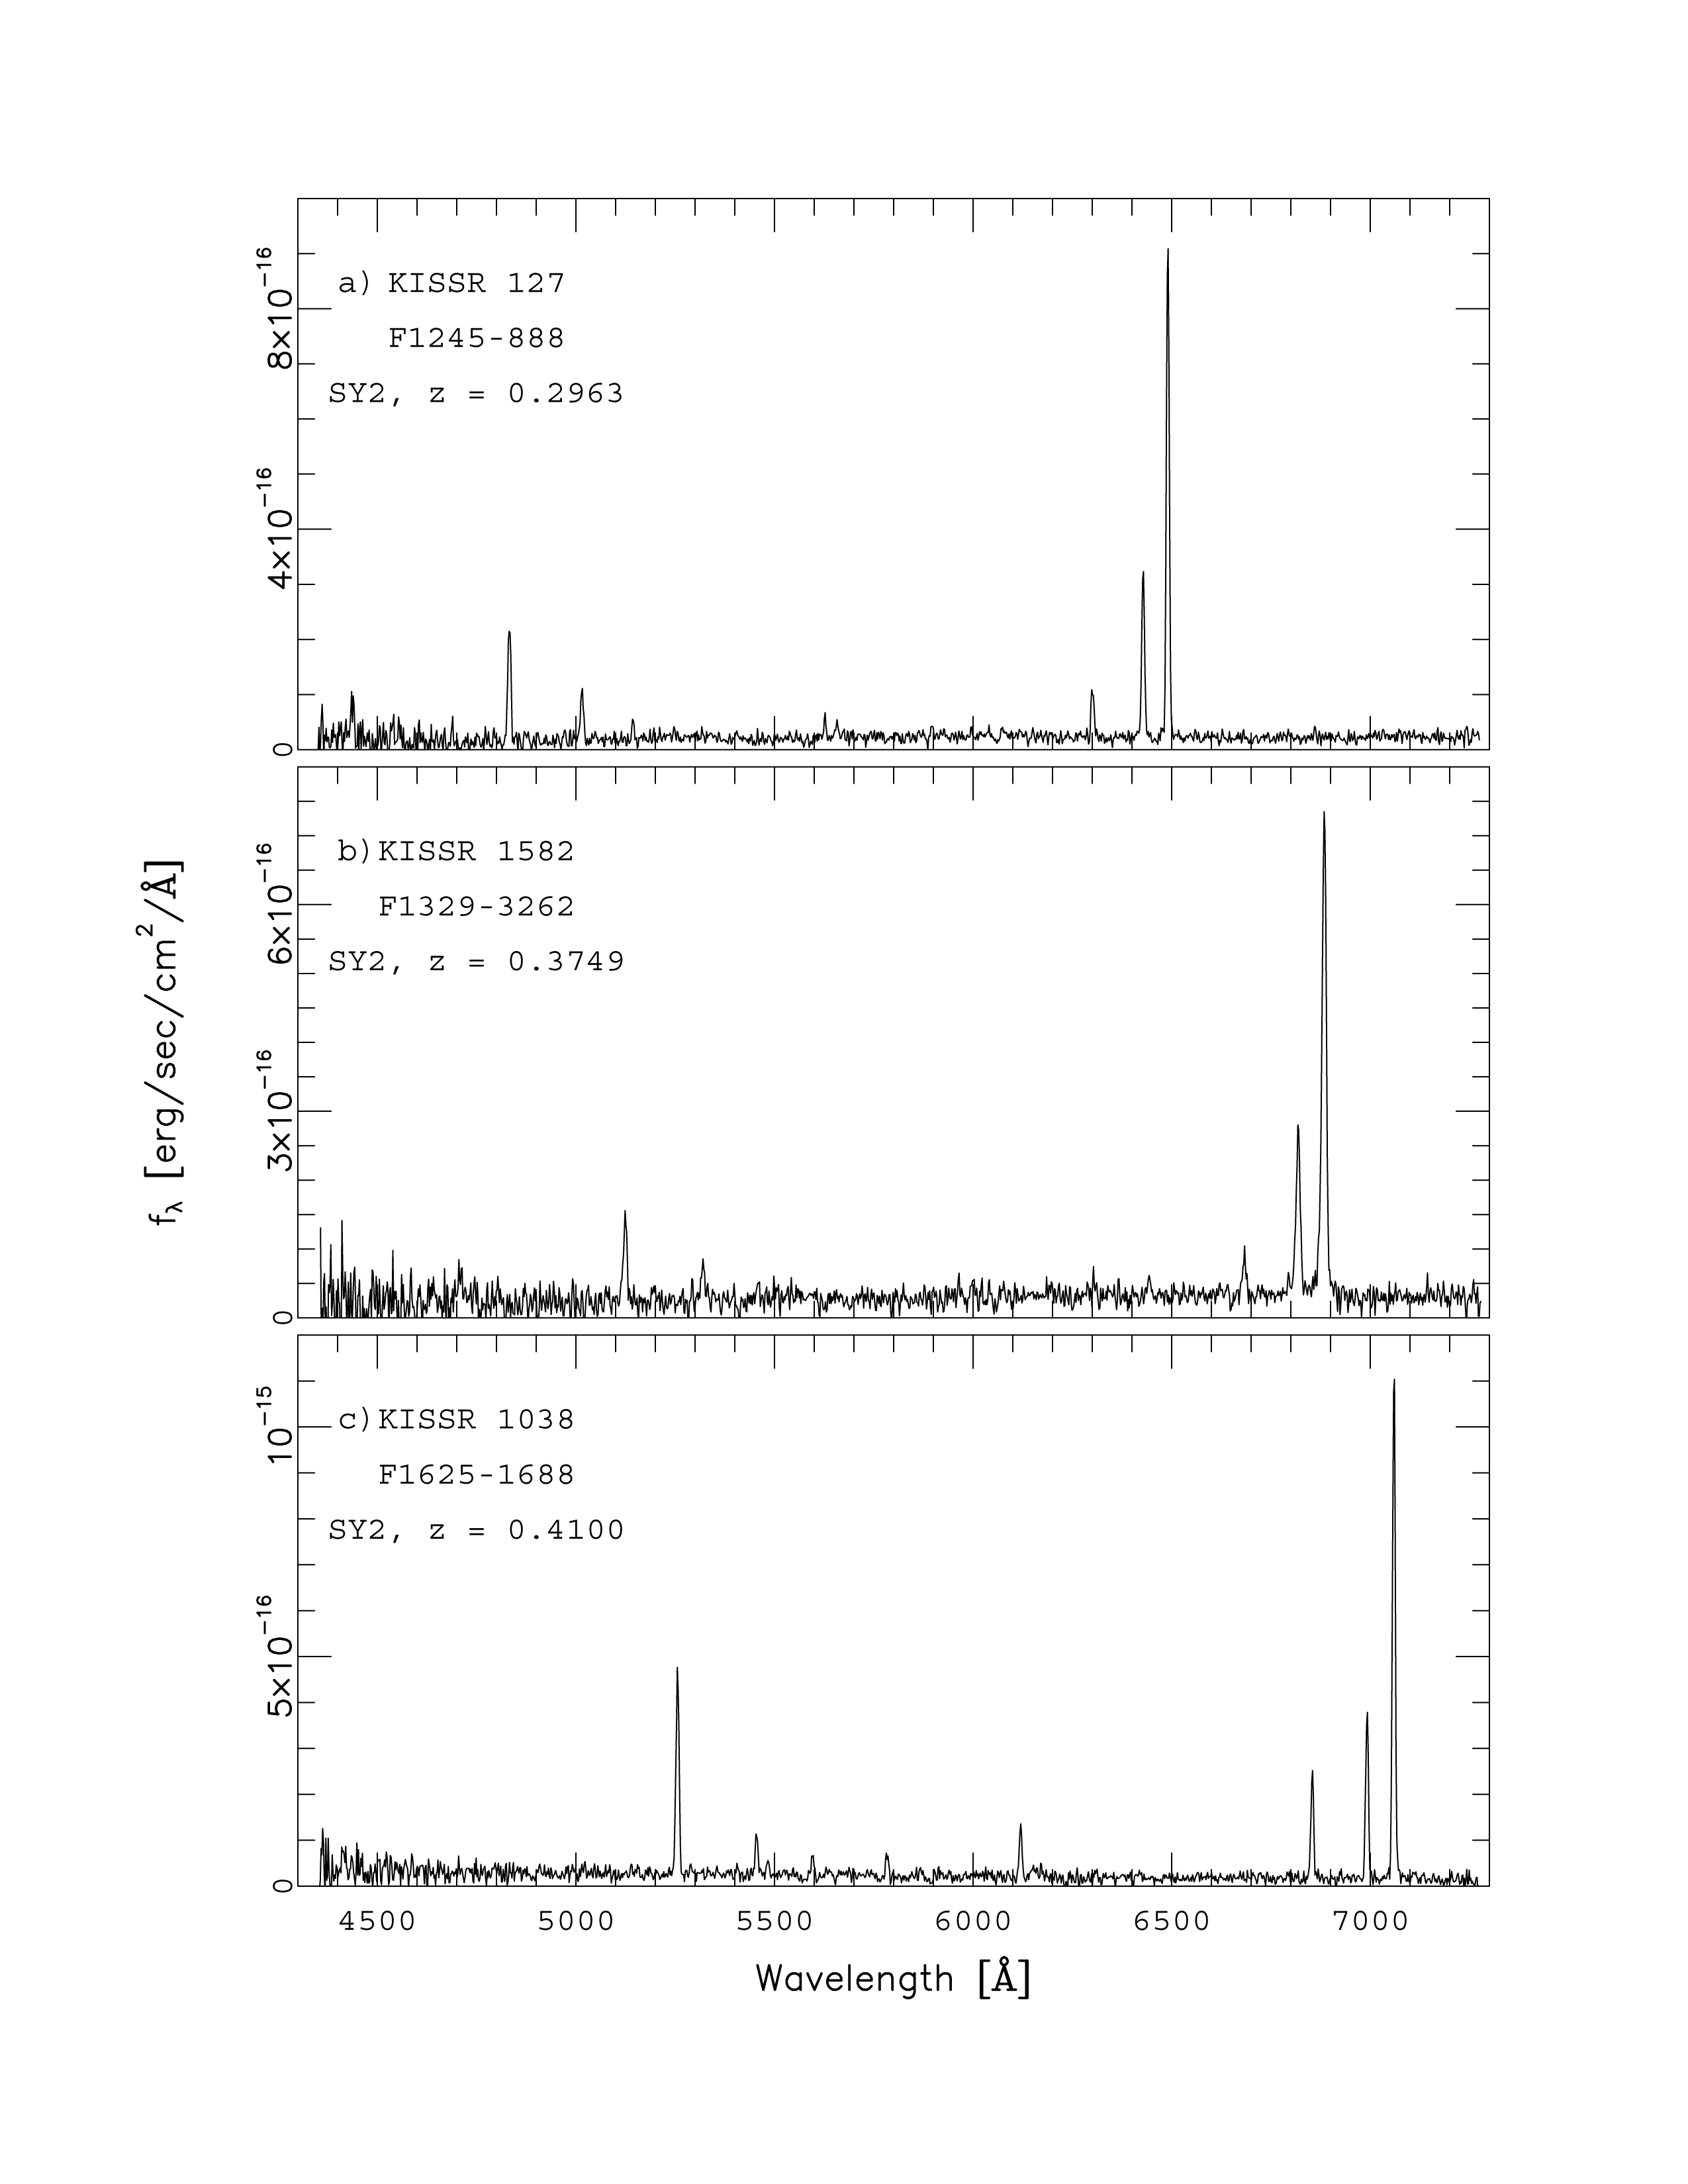 a) KISSR 127
F1245-888
SY2, z = 0.2963
8×10⁻¹⁶
4×10⁻¹⁶
0
b) KISSR 1582
F1329-3262
SY2, z = 0.3749
6×10⁻¹⁶
3×10⁻¹⁶
0
fλ [erg/sec/cm²/Å]
c) KISSR 1038
F1625-1688
SY2, z = 0.4100
10⁻¹⁵
5×10⁻¹⁶
0
4500 5000 5500 6000 6500 7000
Wavelength [Å]